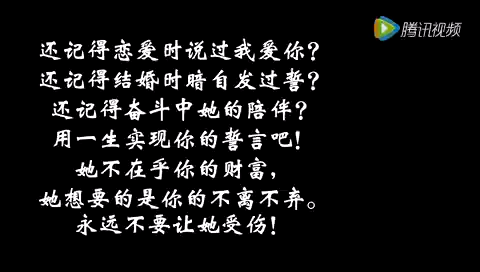 还记得恋爱时说过我爱你?
腾讯视频
还记得结婚时暗自发过誓?
还记得奋斗中她的陪伴?
用一生实现你的誓言吧!
她不在乎你的财富,
她想要的是你的不离不弃。
永远不要让她受伤!